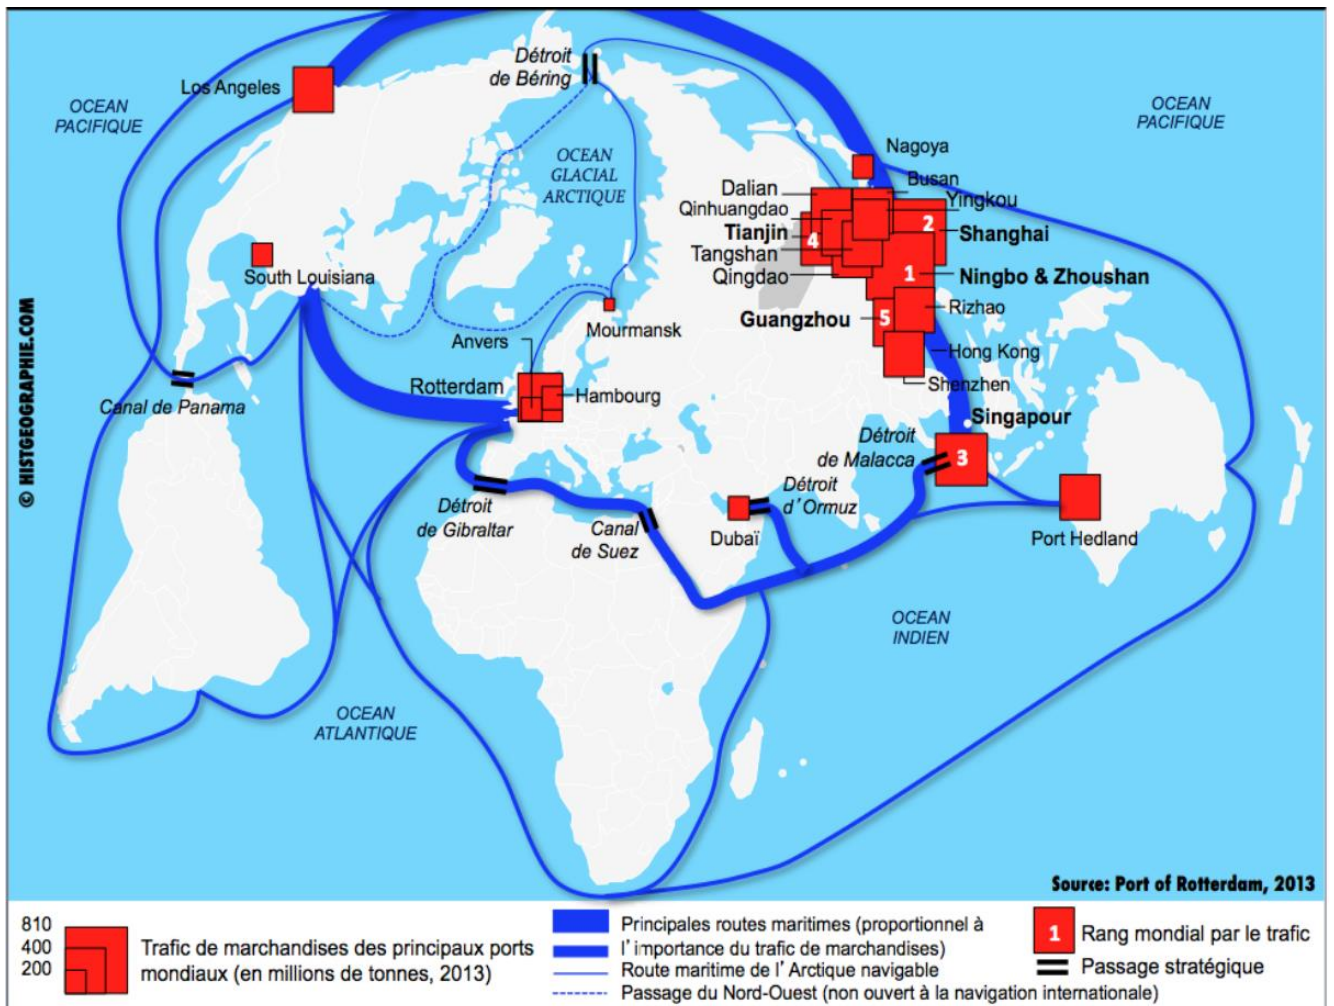 Détroit
de Béring
Los Angeles
OCEAN
PACIFIQUE
OCEAN
PACIFIQUE
OCEAN
GLACIAL
ARCTIQUE
Nagoya
Busan
Dalian
Yingkou
Qinhuangdao
2
Tianjin
4
Shanghai
Tangshan
Qingdao
1
Ningbo & Zhoushan
South Louisiana
Rizhao
Guangzhou
5
Mourmansk
Anvers
Hong Kong
Shenzhen
Rotterdam
Hambourg
Canal de Panama
Singapour
Détroit
de Malacca
3
Détroit
de Gibraltar
Canal
de Suez
Détroit
d'Ormuz
Dubaï
Port Hedland
OCEAN
INDIEN
OCEAN
ATLANTIQUE
© HISTGEOGRAPHIE.COM
Source: Port of Rotterdam, 2013
810
400
200
Trafic de marchandises des principaux ports
mondiaux (en millions de tonnes, 2013)
Principales routes maritimes (proportionnel à
l'importance du trafic de marchandises)
Route maritime de l'Arctique navigable
Passage du Nord-Ouest (non ouvert à la navigation internationale)
1
Rang mondial par le trafic
Passage stratégique